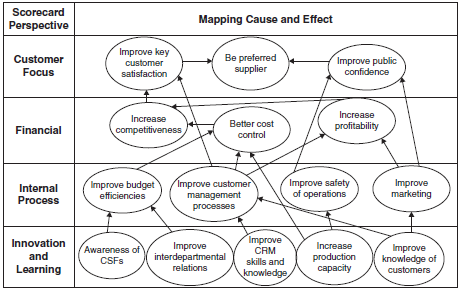 Scorecard
Perspective
Mapping Cause and Effect
Customer
Focus
Improve key
customer
satisfaction
Be preferred
supplier
Improve public
confidence
Financial
Increase
competitiveness
Better cost
control
Increase
profitability
Internal
Process
Improve budget
efficiencies
Improve customer
management
processes
Improve safety
of operations
Improve
marketing
Innovation
and
Learning
Awareness of
CSFs
Improve
interdepartmental
relations
Improve
CRM
skills and
knowledge
Increase
production
capacity
Improve
knowledge of
customers